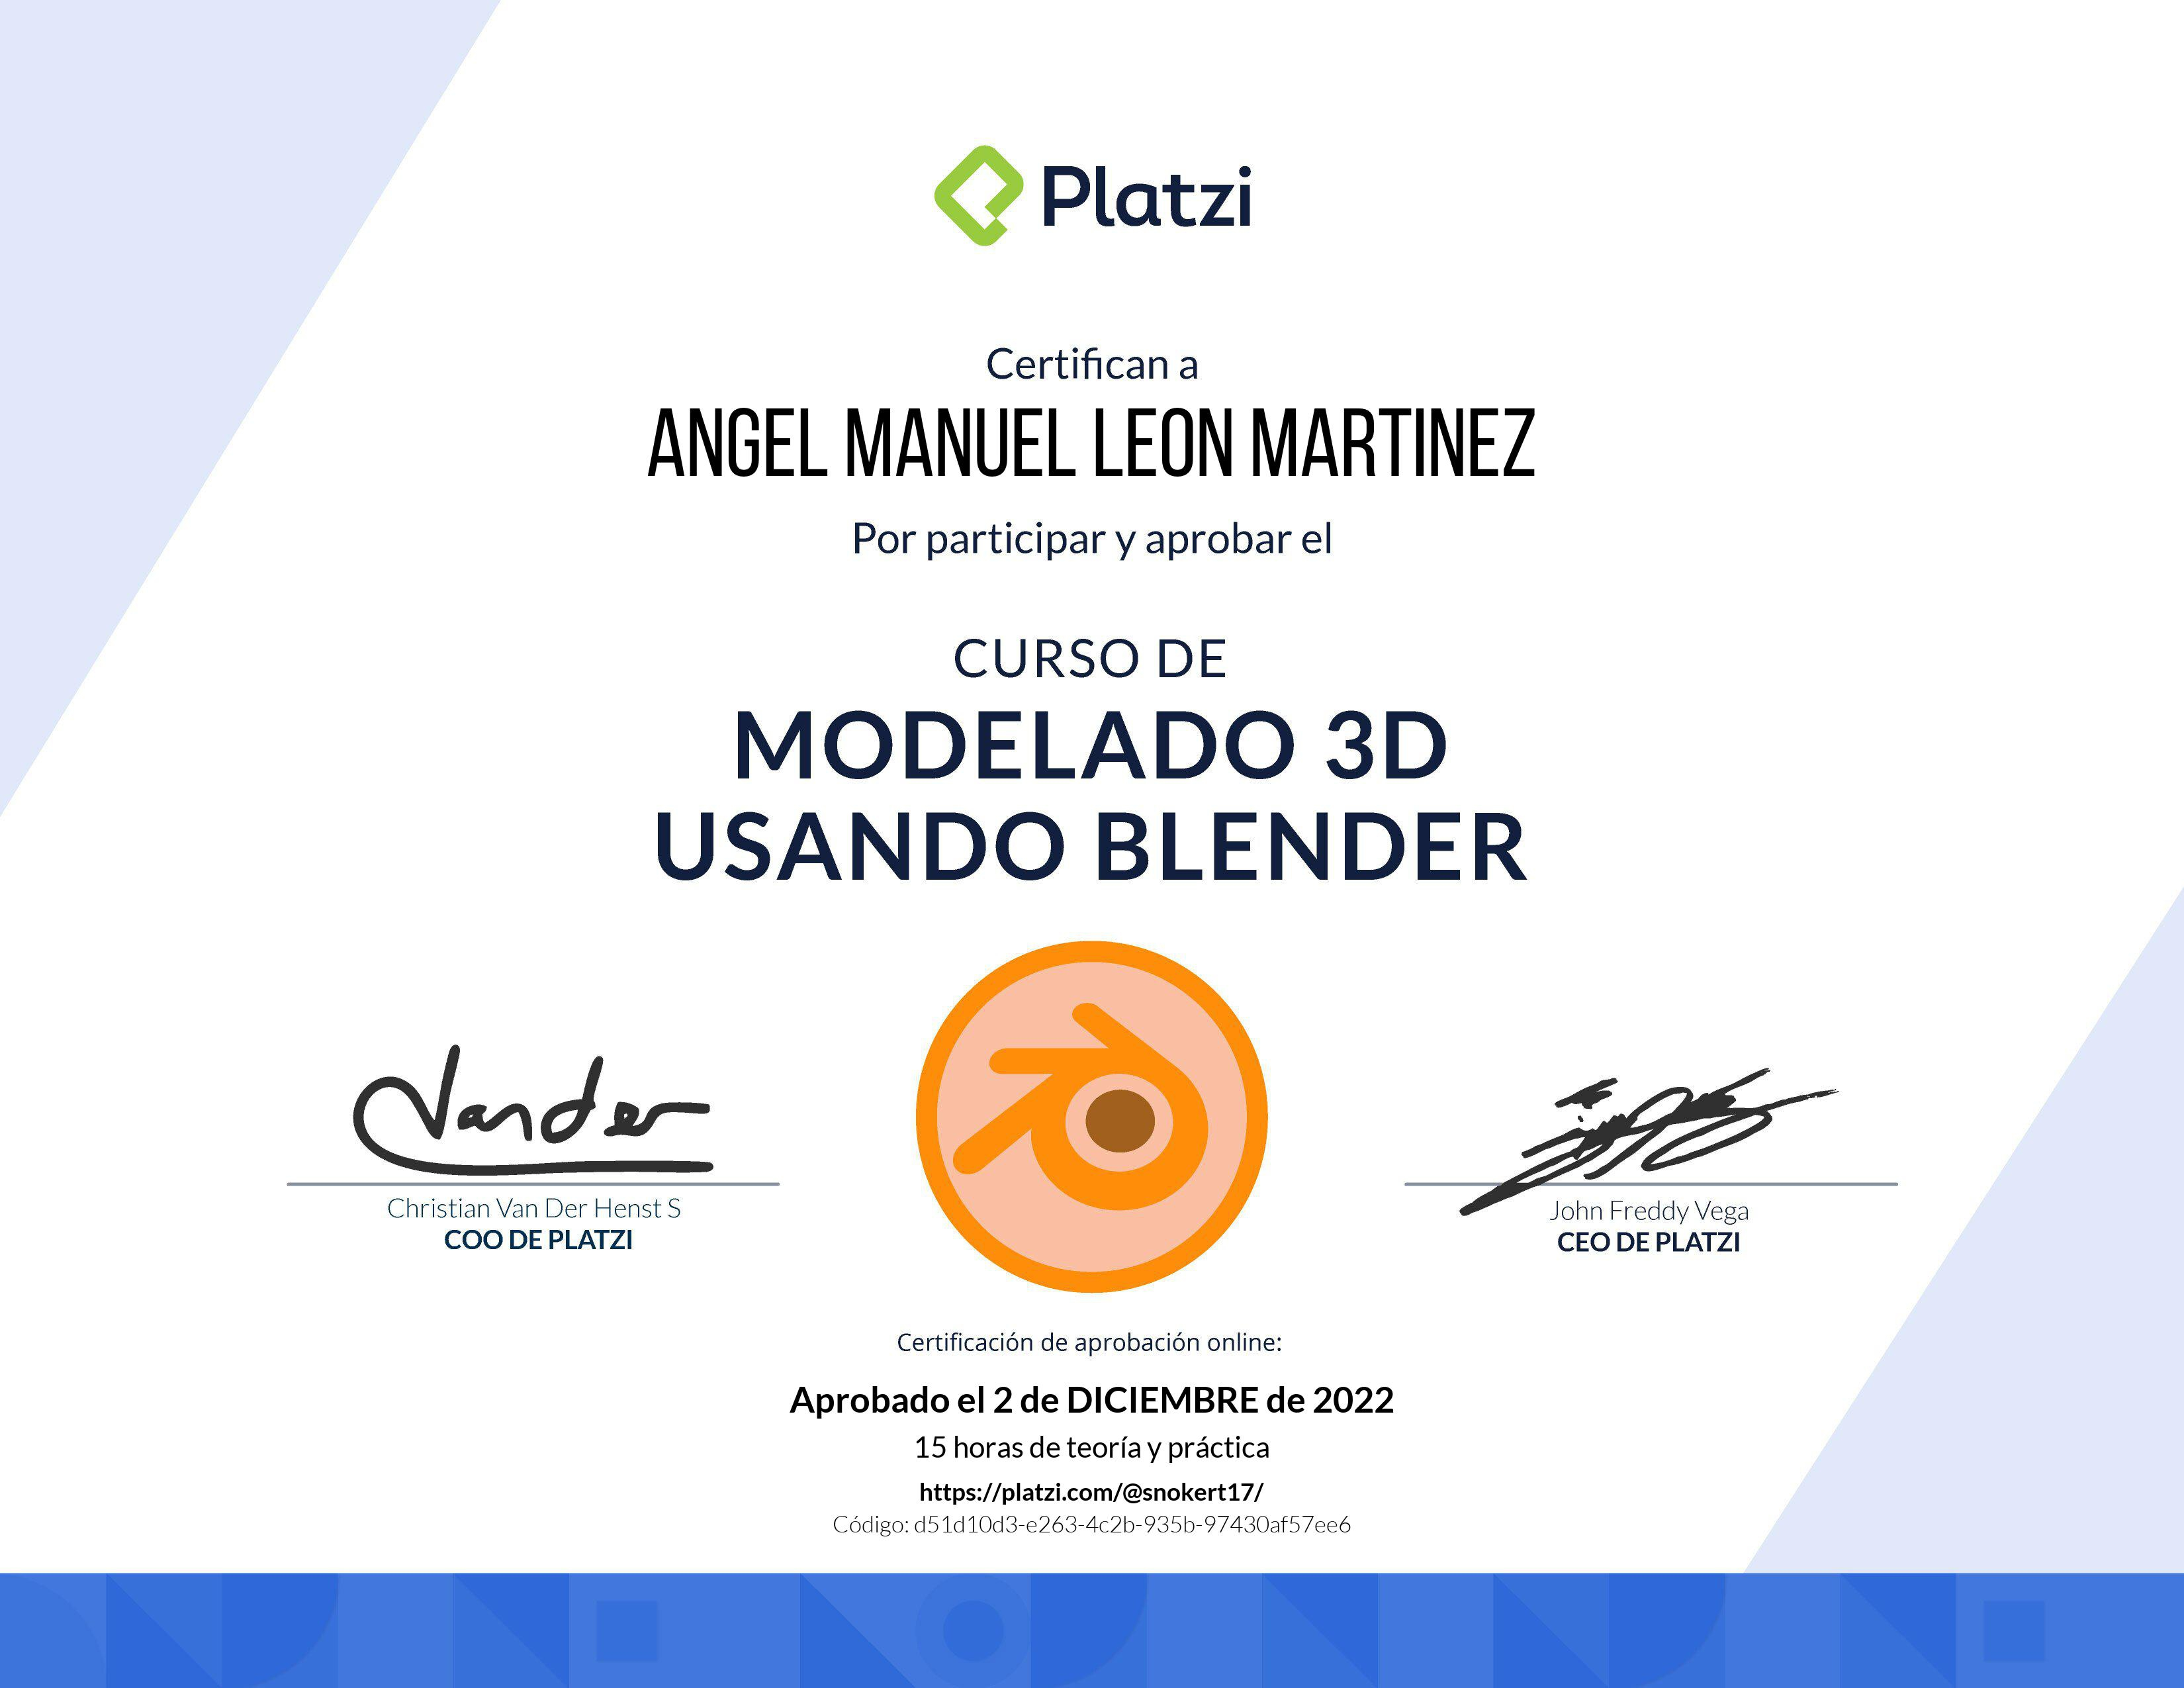 Platzi
Certifican a
ANGEL MANUEL LEON MARTINEZ
Por participar y aprobar el
CURSO DE
MODELADO 3D
USANDO BLENDER
Vander
Christian Van Der Henst S
COO DE PLATZI
John Freddy Vega
CEO DE PLATZI
Certificación de aprobación online:
Aprobado el 2 de DICIEMBRE de 2022
15 horas de teoría y práctica
https://platzi.com/@snokert17/
Código: d51d10d3-e263-4c2b-935b-97430af57ee6